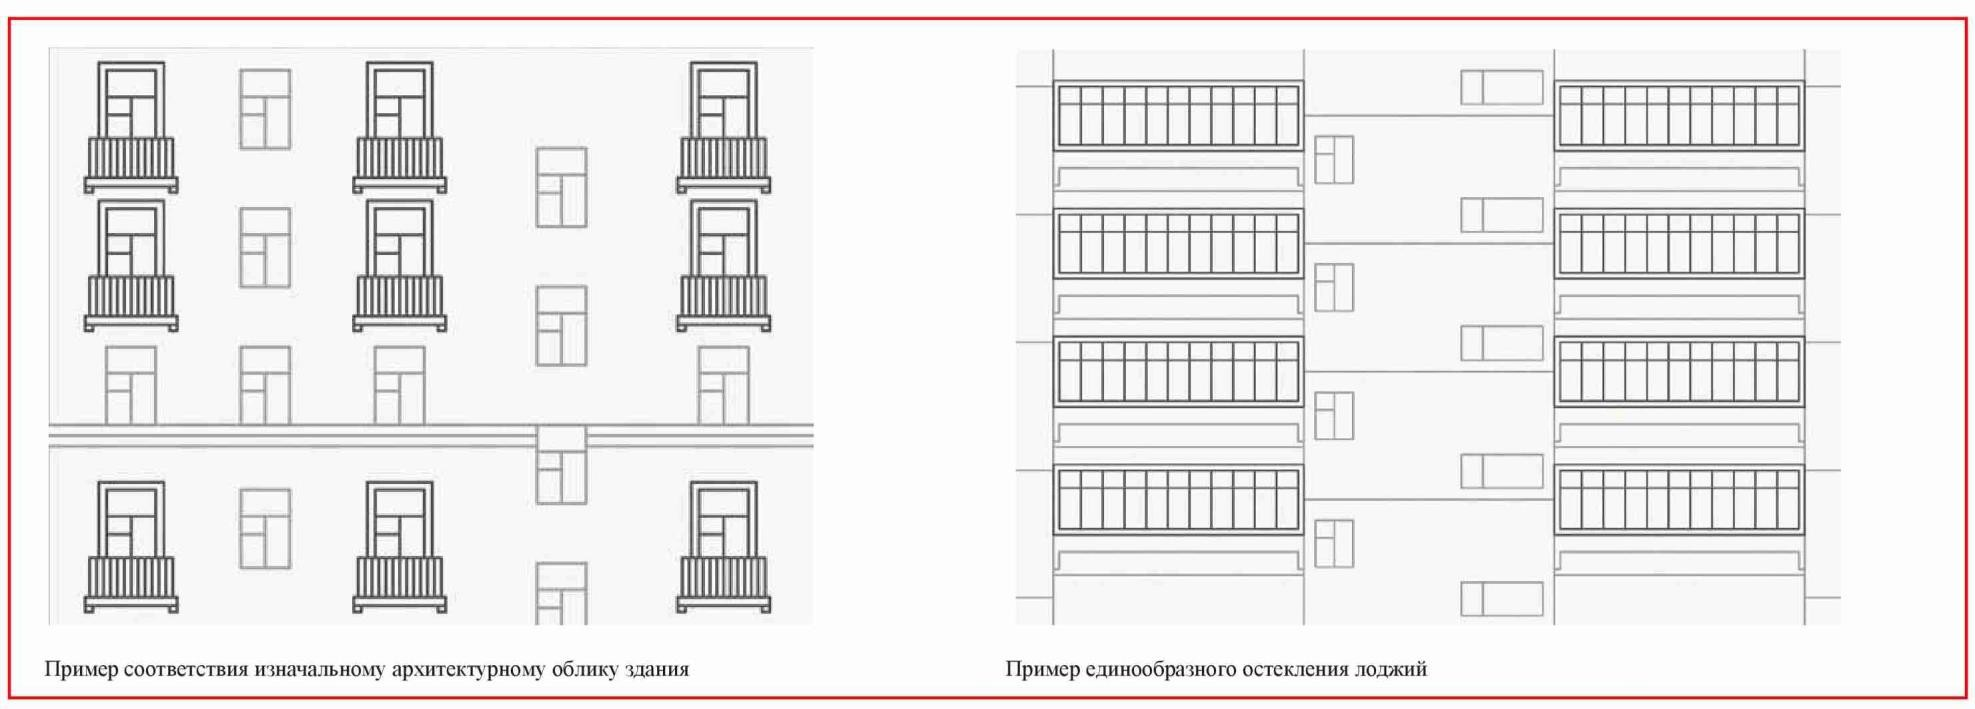 Пример соответствия изначальному архитектурному облику здания
Пример единообразного остекления лоджий